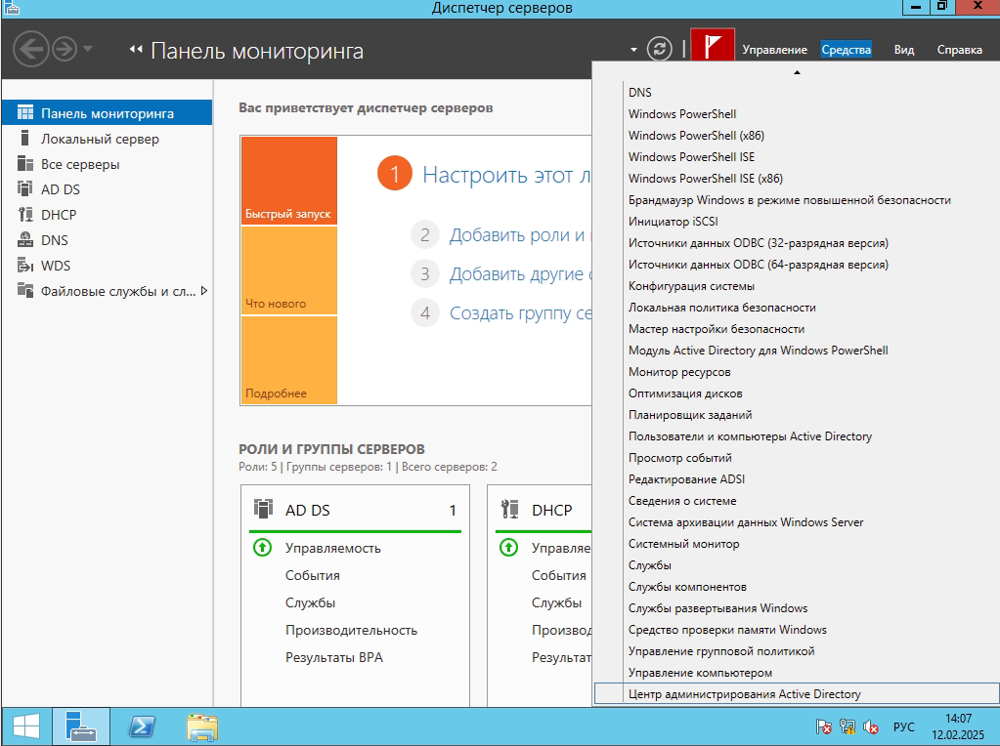 Диспетчер серверов
Панель мониторинга
Управление Средства Вид Справка
Панель мониторинга
Локальный сервер
Все серверы
AD DS
DHCP
DNS
WDS
Файловые службы и сл...
Вас приветствует диспетчер серверов
Быстрый запуск
Что нового
Подробнее
1 Настроить этот л
2 Добавить роли и
3 Добавить другие
4 Создать группу се
РОЛИ И ГРУППЫ СЕРВЕРОВ
Роли: 5 | Группы серверов: 1 | Всего серверов: 2
AD DS 1
Управляемость
События
Службы
Производительность
Результаты BPA
DHCP
Управляе
События
Службы
Производ
Результат
DNS
Windows PowerShell
Windows PowerShell (x86)
Windows PowerShell ISE
Windows PowerShell ISE (x86)
Брандмауэр Windows в режиме повышенной безопасности
Инициатор iSCSI
Источники данных ODBC (32-разрядная версия)
Источники данных ODBC (64-разрядная версия)
Конфигурация системы
Локальная политика безопасности
Мастер настройки безопасности
Модуль Active Directory для Windows PowerShell
Монитор ресурсов
Оптимизация дисков
Планировщик заданий
Пользователи и компьютеры Active Directory
Просмотр событий
Редактирование ADSI
Сведения о системе
Система архивации данных Windows Server
Системный монитор
Службы
Службы компонентов
Службы развертывания Windows
Средство проверки памяти Windows
Управление групповой политикой
Управление компьютером
Центр администрирования Active Directory
РУС
14:07
12.02.2025